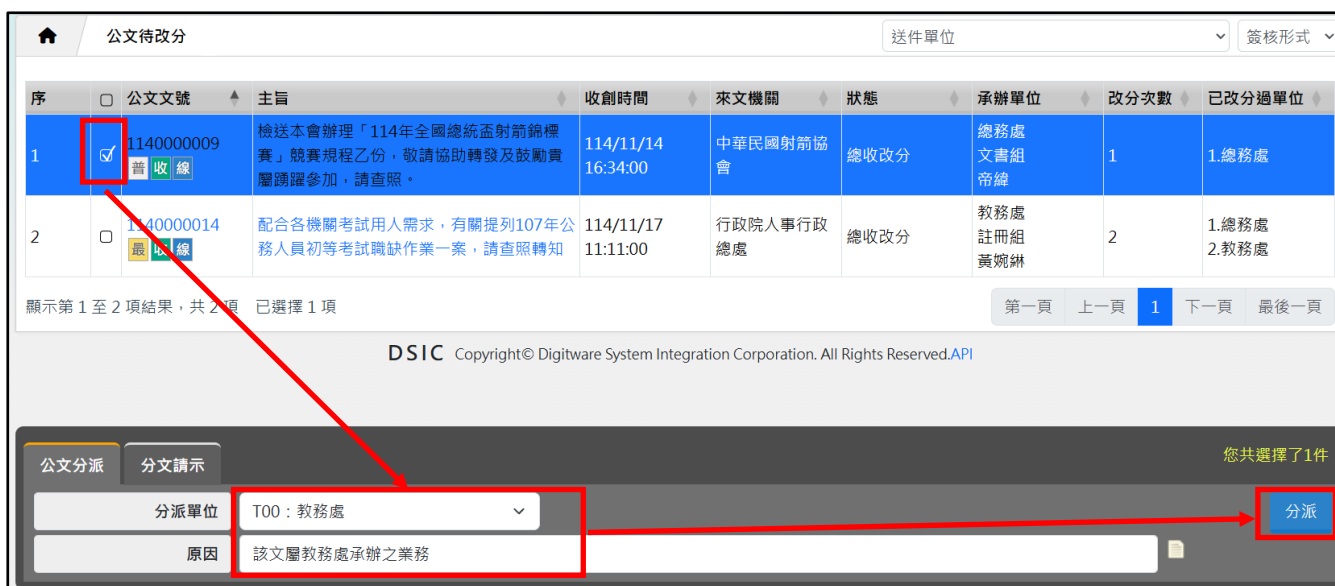 公文待改分
送件單位
簽核形式
序 公文文號 主旨 收創時間 來文機關 狀態 承辦單位 改分次數 已改分過單位
1
1140000009
普 收 線
檢送本會辦理「114年全國總統盃射箭錦標
賽」競賽規程乙份，敬請協助轉發及鼓勵貴
屬踴躍參加，請查照。
114/11/14
16:34:00
中華民國射箭協
會
總收改分
總務處
文書組
帝緯
1
1.總務處
2
1140000014
最 收 線
配合各機關考試用人需求，有關提列107年公
務人員初等考試職缺作業一案，請查照轉知
114/11/17
11:11:00
行政院人事行政
總處
總收改分
教務處
註冊組
黃婉綝
2
1.總務處
2.教務處
顯示第 1 至 2 項結果，共 2 項 已選擇 1 項
第一頁 上一頁 1 下一頁 最後一頁
DSIC Copyright© Digitware System Integration Corporation. All Rights Reserved.API
公文分派 分文請示
您共選擇了1件
分派單位 T00：教務處
分派
原因 該文屬教務處承辦之業務